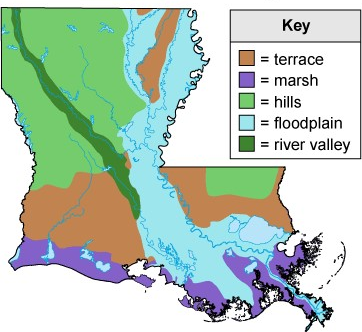 Key
= terrace
= marsh
= hills
= floodplain
= river valley